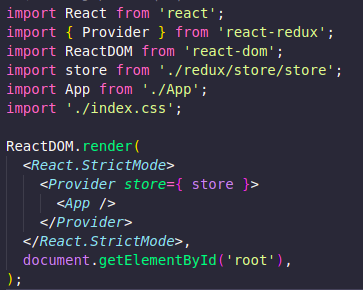 import React from 'react';
import { Provider } from 'react-redux';
import ReactDOM from 'react-dom';
import store from './redux/store/store';
import App from './App';
import './index.css';

ReactDOM.render(
  <React.StrictMode>
    <Provider store={ store }>
      <App />
    </Provider>
  </React.StrictMode>,
  document.getElementById('root'),
);